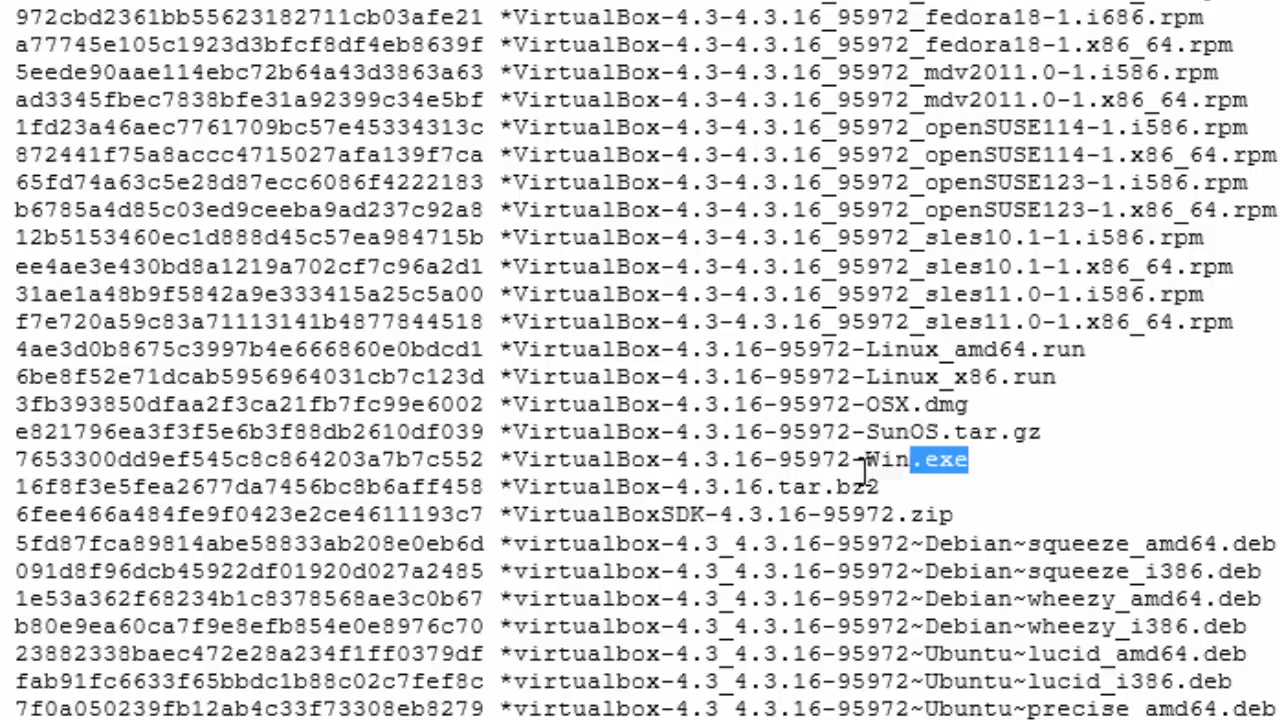 972cbd2361bb55623182711cb03afe21 *VirtualBox-4.3-4.3.16_95972_fedora18-1.i686.rpm
a77745e105c1923d3bfcf8df4eb8639f *VirtualBox-4.3-4.3.16_95972_fedora18-1.x86_64.rpm
5eede90aae114ebc72b64a43d3863a63 *VirtualBox-4.3-4.3.16_95972_mdv2011.0-1.i586.rpm
ad3345fbec7838bfe31a92399c34e5bf *VirtualBox-4.3-4.3.16_95972_mdv2011.0-1.x86_64.rpm
1fd23a46aec7761709bc57e45334313c *VirtualBox-4.3-4.3.16_95972_openSUSE114-1.i586.rpm
872441f75a8accc4715027afa139f7ca *VirtualBox-4.3-4.3.16_95972_openSUSE114-1.x86_64.rpm
65fd74a63c5e28d87ecc6086f4222183 *VirtualBox-4.3-4.3.16_95972_openSUSE123-1.i586.rpm
b6785a4d85c03ed9ceeba9ad237c92a8 *VirtualBox-4.3-4.3.16_95972_openSUSE123-1.x86_64.rpm
12b5153460ec1d888d45c57ea984715b *VirtualBox-4.3-4.3.16_95972_sles10.1-1.i586.rpm
ee4ae3e430bd8a1219a702cf7c96a2d1 *VirtualBox-4.3-4.3.16_95972_sles10.1-1.x86_64.rpm
31ae1a48b9f5842a9e333415a25c5a00 *VirtualBox-4.3-4.3.16_95972_sles11.0-1.i586.rpm
f7e720a59c83a71113141b4877844518 *VirtualBox-4.3-4.3.16_95972_sles11.0-1.x86_64.rpm
4ae3d0b8675c3997b4e666860e0bdcd1 *VirtualBox-4.3.16-95972-Linux_amd64.run
6be8f52e71dcab5956964031cb7c123d *VirtualBox-4.3.16-95972-Linux_x86.run
3fb393850dfaa2f3ca21fb7fc99e6002 *VirtualBox-4.3.16-95972-OSX.dmg
e821796ea3f3f5e6b3f88db2610df039 *VirtualBox-4.3.16-95972-SunOS.tar.gz
7653300dd9ef545c8c864203a7b7c552 *VirtualBox-4.3.16-95972-Win.exe
16f8f3e5fea2677da7456bc8b6aff458 *VirtualBox-4.3.16.tar.bz2
6fee466a484fe9f0423e2ce4611193c7 *VirtualBoxSDK-4.3.16-95972.zip
5fd87fca89814abe58833ab208e0eb6d *virtualbox-4.3_4.3.16-95972~Debian~squeeze_amd64.deb
091d8f96dcb45922df01920d027a2485 *virtualbox-4.3_4.3.16-95972~Debian~squeeze_i386.deb
1e53a362f68234b1c8378568ae3c0b67 *virtualbox-4.3_4.3.16-95972~Debian~wheezy_amd64.deb
b80e9ea60ca7f9e8efb854e0e8976c70 *virtualbox-4.3_4.3.16-95972~Debian~wheezy_i386.deb
23882338baec472e28a234f1ff0379df *virtualbox-4.3_4.3.16-95972~Ubuntu~lucid_amd64.deb
fab91fc6633f65bbdc1b88c02c7fef8c *virtualbox-4.3_4.3.16-95972~Ubuntu~lucid_i386.deb
7f0a050239fb12ab4c33f73308eb8279 *virtualbox-4.3_4.3.16-95972~Ubuntu~precise_amd64.deb